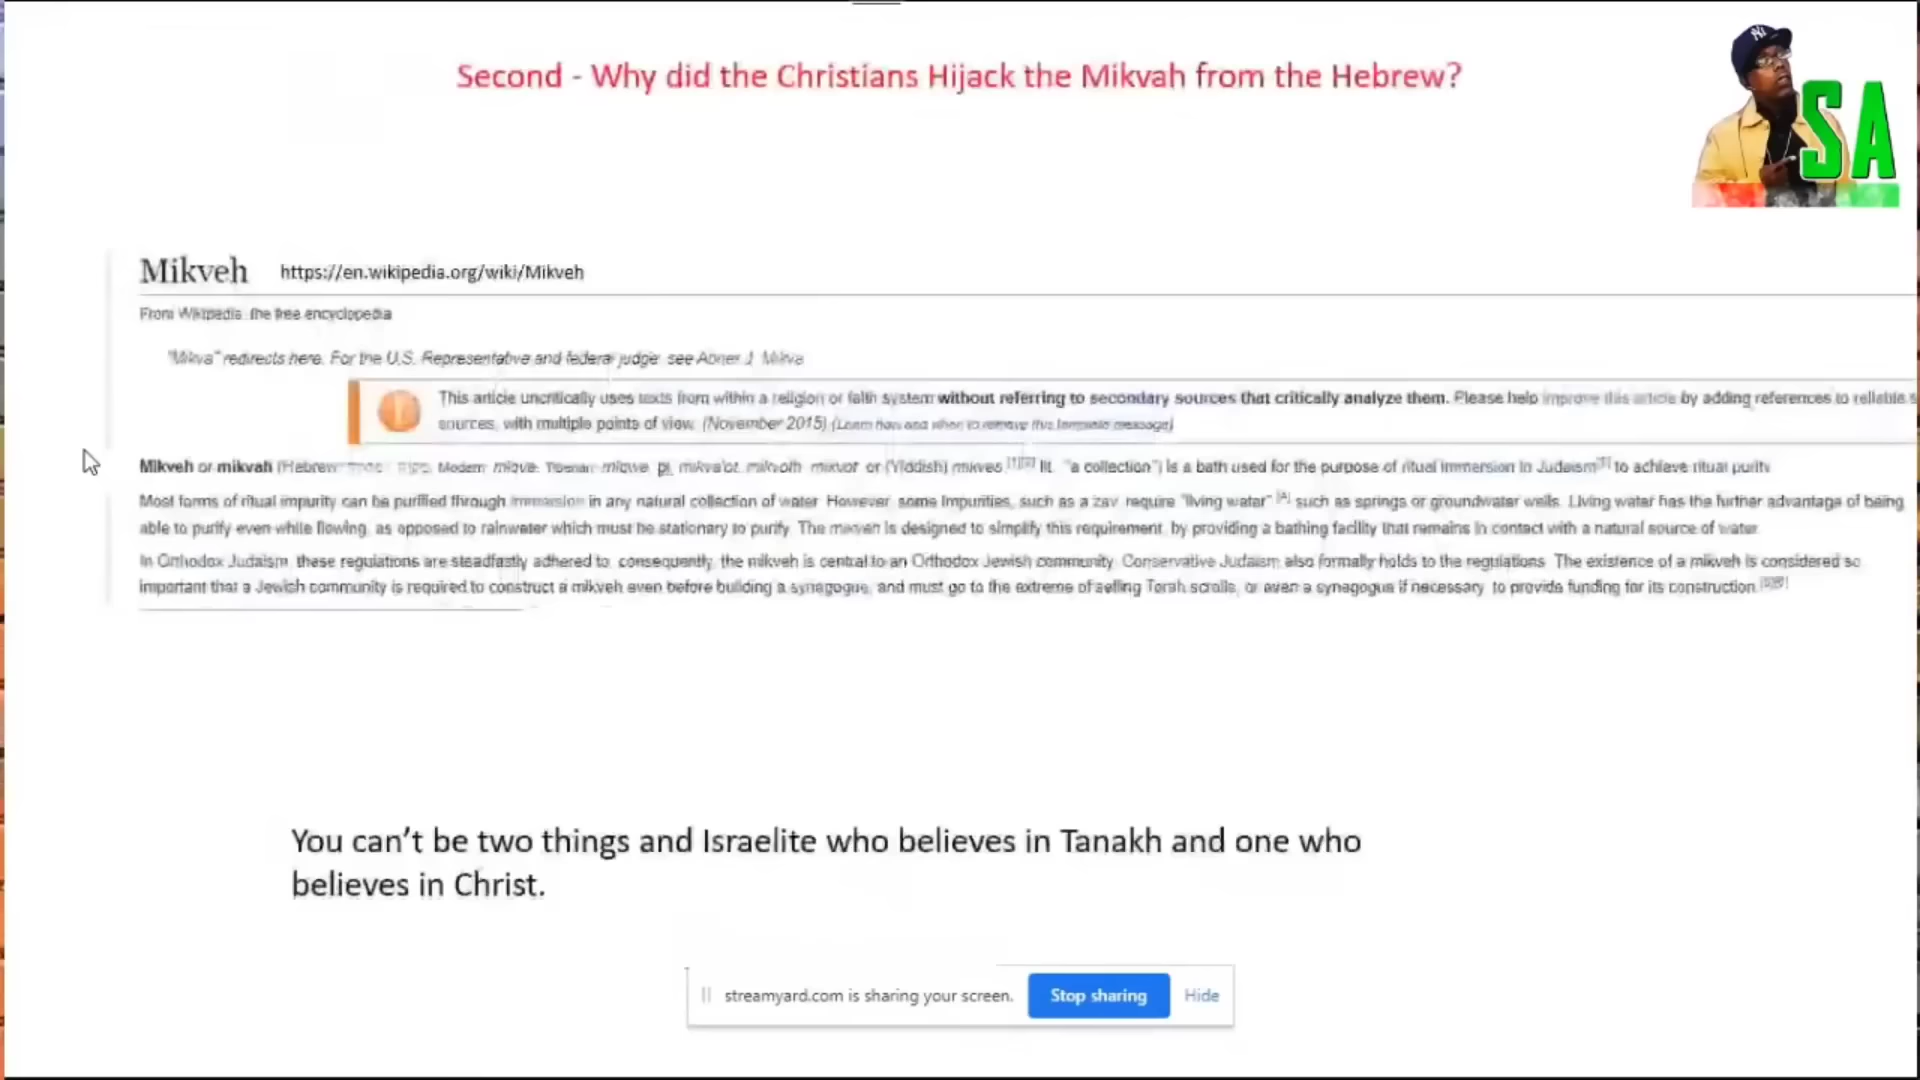 Second - Why did the Christians Hijack the Mikvah from the Hebrew?
SA
Mikveh https://en.wikipedia.org/wiki/Mikveh
From Wikipedia, the free encyclopedia
"Mikva" redirects here. For the U.S. Representative and federal judge, see Abner J. Mikva
This article uncritically uses texts from within a religion or faith system without referring to secondary sources that critically analyze them. Please help improve this article by adding references to reliable
sources, with multiple points of view. (November 2015) (Learn how and when to remove this template message)
Mikveh or mikvah (Hebrew: Modern: mikve, Tiberian: miqwe, pl. mikva'ot, mikvoth, mikvot, or (Yiddish) mikves lit. "a collection") is a bath used for the purpose of ritual immersion in Judaism to achieve ritual purity
Most forms of ritual impurity can be purified through immersion in any natural collection of water. However, some impurities, such as a zav, require "living water" such as springs or groundwater wells. Living water has the further advantage of being
able to purify even while flowing, as opposed to rainwater which must be stationary to purify. The mikveh is designed to simplify this requirement, by providing a bathing facility that remains in contact with a natural source of water.
In Orthodox Judaism, these regulations are steadfastly adhered to; consequently, the mikveh is central to an Orthodox Jewish community. Conservative Judaism also formally holds to the regulations. The existence of a mikveh is considered so
important that a Jewish community is required to construct a mikveh even before building a synagogue, and must go to the extreme of selling Torah scrolls, or even a synagogue if necessary, to provide funding for its construction.
You can't be two things and Israelite who believes in Tanakh and one who
believes in Christ.
streamyard.com is sharing your screen. Stop sharing Hide